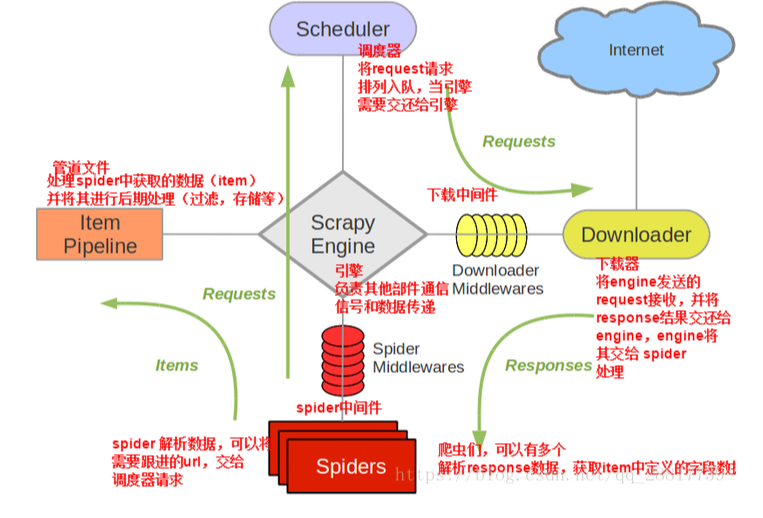 Scheduler
调度器
将request请求
排列入队，当引擎
需要交还给引擎
Internet
Requests
管道文件
处理spider中获取的数据（item）
并将其进行后期处理（过滤，存储等）
Item
Pipeline
Scrapy
Engine
引擎
负责其他部件通信
信号和数据传递
下载中间件
Downloader
Middlewares
Downloader
下载器
将engine发送的
request接收，并将
response结果交还给
engine，engine将
其交给 spider
处理
Requests
Items
Spider
Middlewares
Responses
spider中间件
spider 解析数据，可以将
需要跟进的url，交给
调度器请求
Spiders
爬虫们，可以有多个
解析response数据，获取item中定义的字段数据